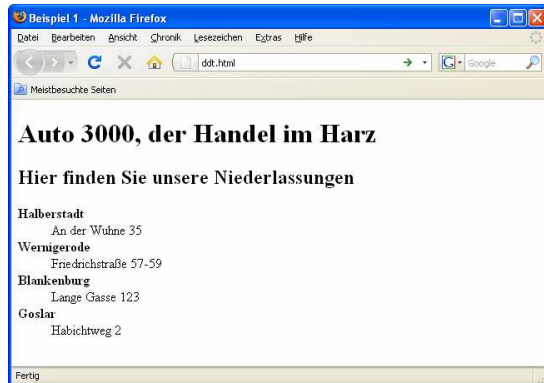 Beispiel 1 - Mozilla Firefox
Datei Bearbeiten Ansicht Chronik Lesezeichen Extras Hilfe
ddt.html
G Google
Meistbesuchte Seiten
Auto 3000, der Handel im Harz
Hier finden Sie unsere Niederlassungen
Halberstadt
An der Wuhne 35
Wernigerode
Friedrichstraße 57-59
Blankenburg
Lange Gasse 123
Goslar
Habichtweg 2
Fertig